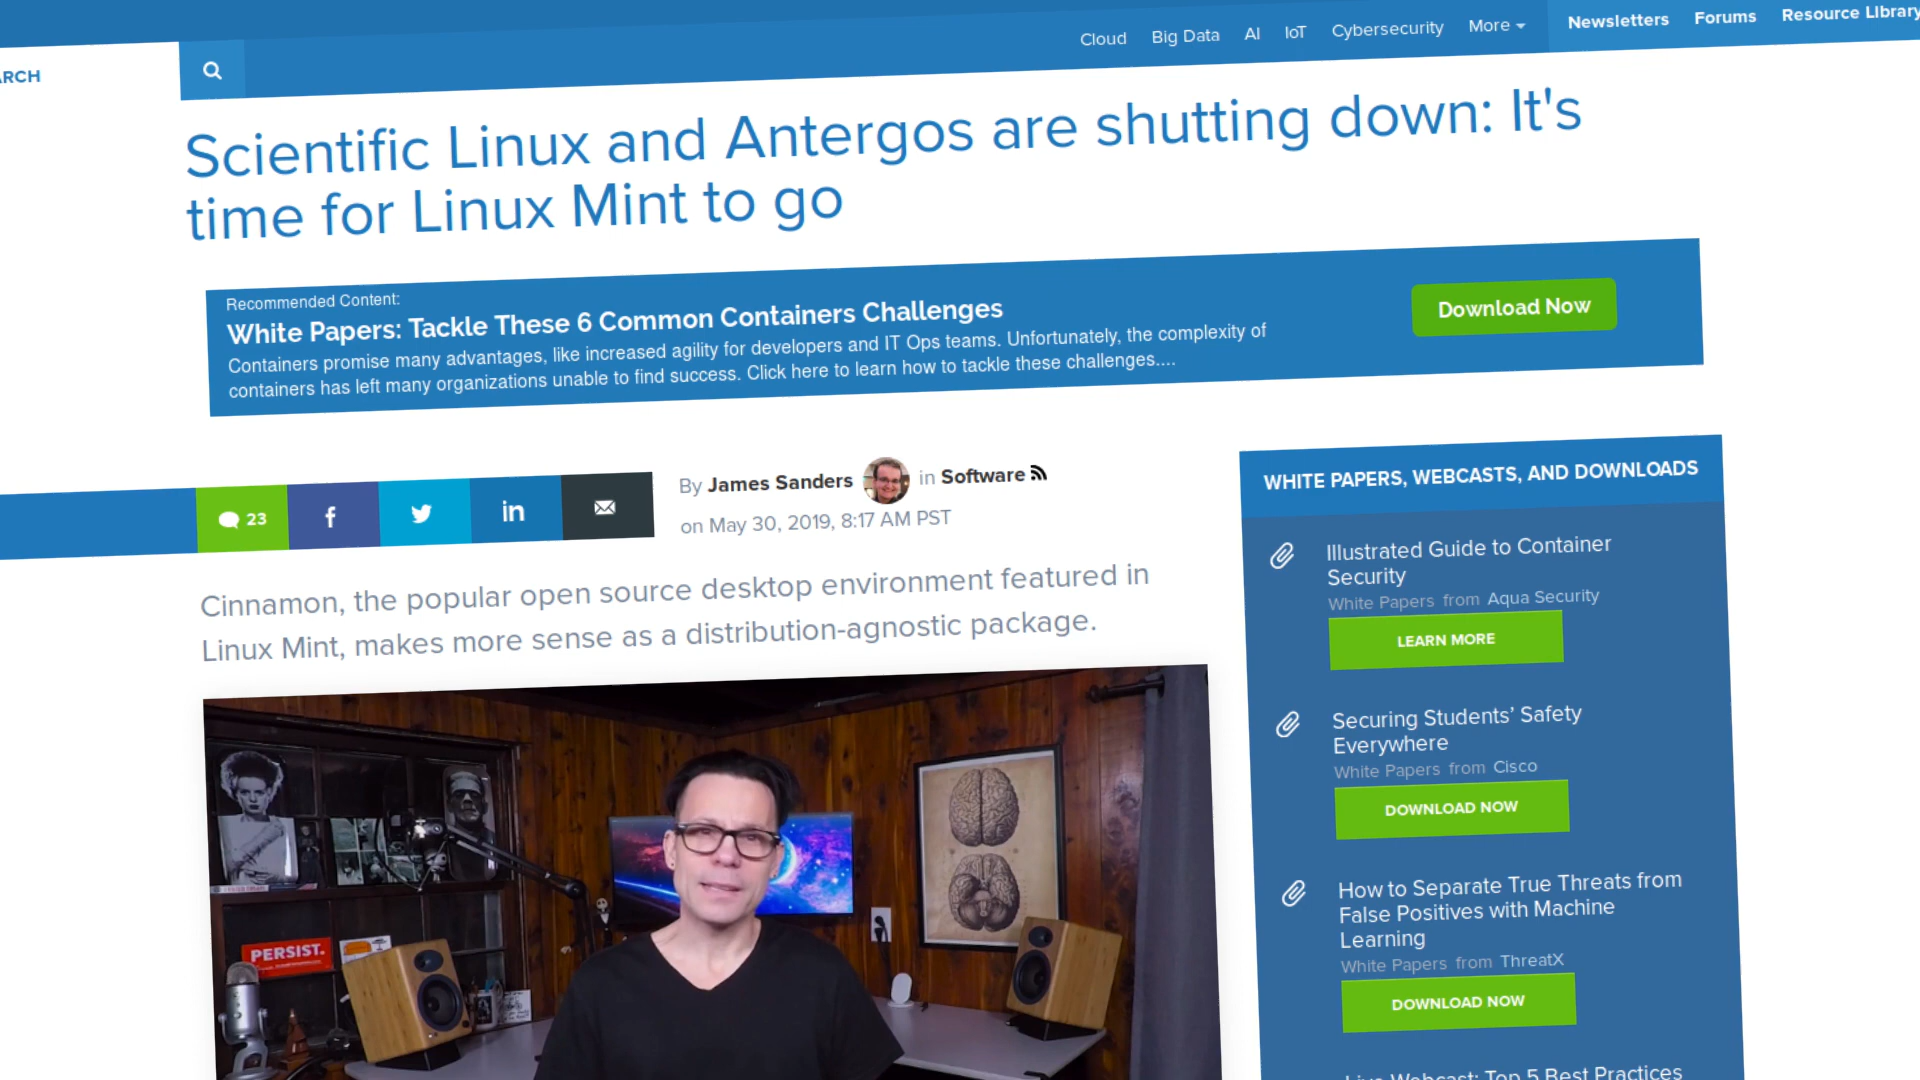 ARCH
Cloud Big Data AI IoT Cybersecurity More Newsletters Forums Resource Library
Scientific Linux and Antergos are shutting down: It's
time for Linux Mint to go
Recommended Content:
White Papers: Tackle These 6 Common Containers Challenges
Containers promise many advantages, like increased agility for developers and IT Ops teams. Unfortunately, the complexity of
containers has left many organizations unable to find success. Click here to learn how to tackle these challenges....
Download Now
23
By James Sanders in Software
on May 30, 2019, 8:17 AM PST
Cinnamon, the popular open source desktop environment featured in
Linux Mint, makes more sense as a distribution-agnostic package.
PERSIST.
WHITE PAPERS, WEBCASTS, AND DOWNLOADS
Illustrated Guide to Container
Security
White Papers from Aqua Security
LEARN MORE
Securing Students’ Safety
Everywhere
White Papers from Cisco
DOWNLOAD NOW
How to Separate True Threats from
False Positives with Machine
Learning
White Papers from ThreatX
DOWNLOAD NOW
Live Webcast: Top 5 Best Practices